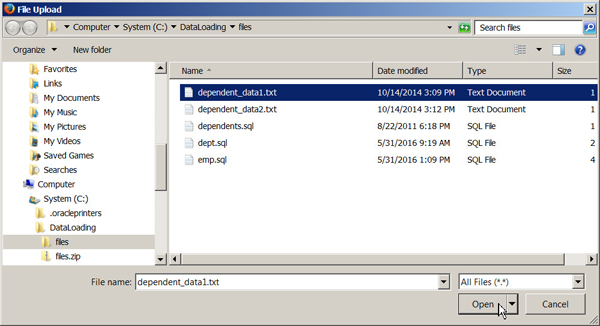 File Upload
Computer System (C:) DataLoading files Search files
Organize New folder
Name Date modified Type Size
Favorites
Links
My Documents
My Music
My Pictures
My Videos
Saved Games
Searches
Computer
System (C:)
.oracleprinters
DataLoading
files
files.zip
dependent_data1.txt 10/14/2014 3:09 PM Text Document 1
dependent_data2.txt 10/14/2014 3:12 PM Text Document 1
dependents.sql 8/22/2011 6:18 PM SQL File 1
dept.sql 5/31/2016 9:19 AM SQL File 2
emp.sql 5/31/2016 1:09 PM SQL File 4
File name: dependent_data1.txt All Files (*.*)
Open Cancel